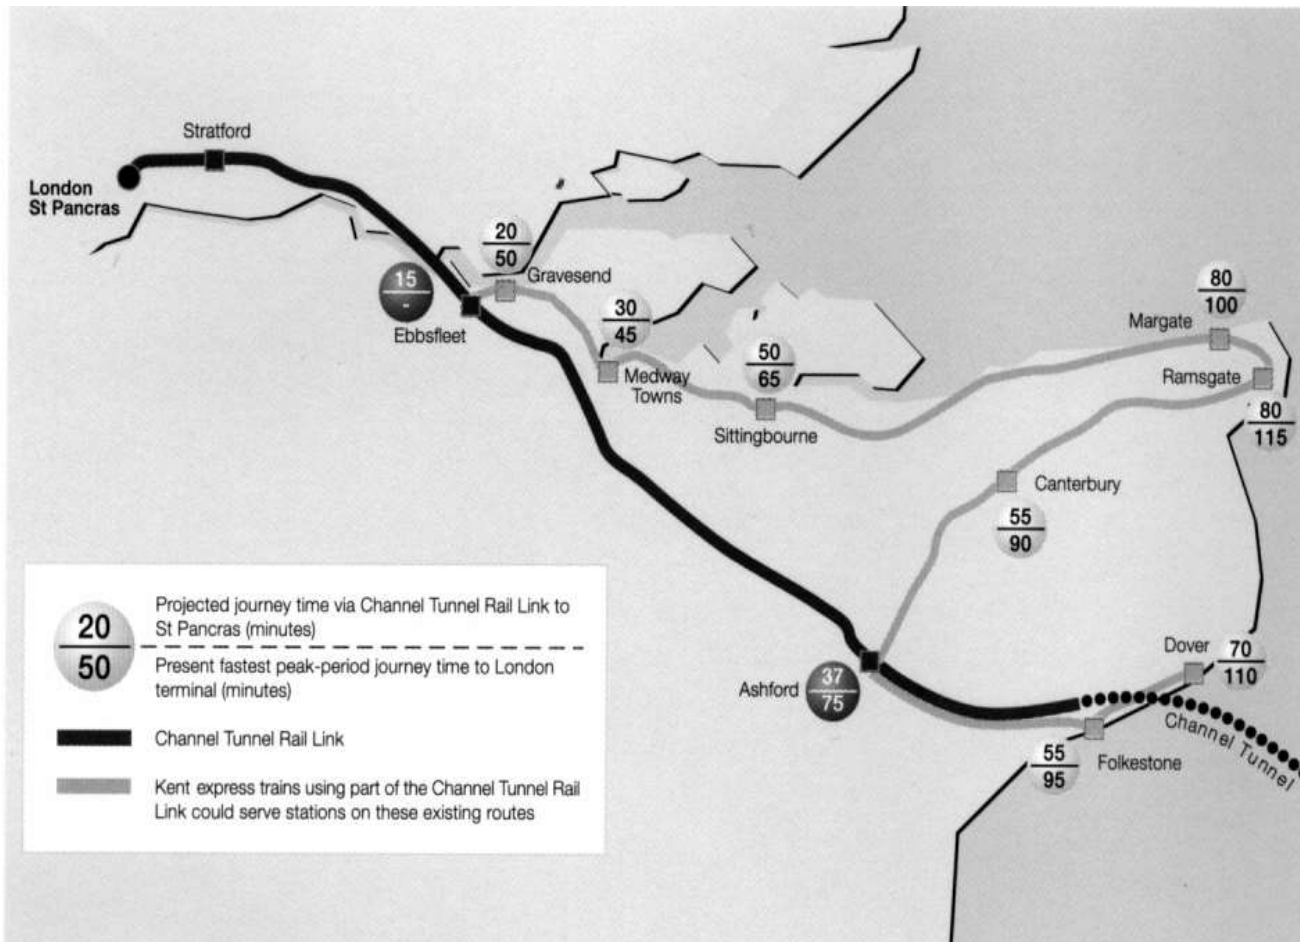 Stratford
London
St Pancras
20
50
Gravesend
15
-
Ebbsfleet
30
45
Medway
Towns
50
65
Sittingbourne
80
100
Margate
Ramsgate
80
115
Canterbury
55
90
Dover
70
110
Ashford
37
75
Channel Tunnel
55
95
Folkestone
20
50
Projected journey time via Channel Tunnel Rail Link to
St Pancras (minutes)
Present fastest peak-period journey time to London
terminal (minutes)
Channel Tunnel Rail Link
Kent express trains using part of the Channel Tunnel Rail
Link could serve stations on these existing routes